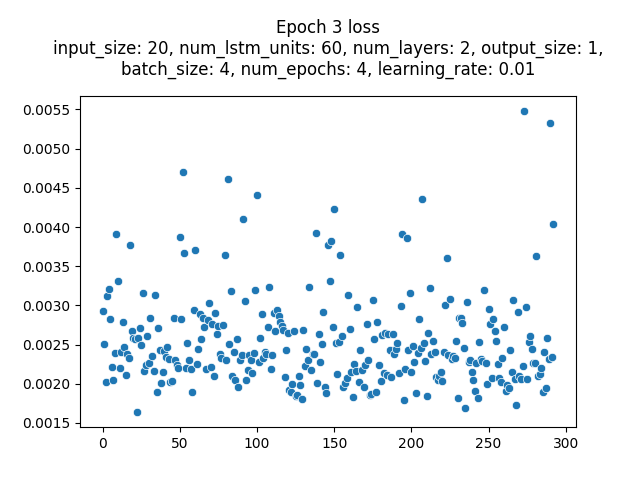 Epoch 3 loss
input_size: 20, num_lstm_units: 60, num_layers: 2, output_size: 1,
batch_size: 4, num_epochs: 4, learning_rate: 0.01
0.0055
0.0050
0.0045
0.0040
0.0035
0.0030
0.0025
0.0020
0.0015
0 50 100 150 200 250 300